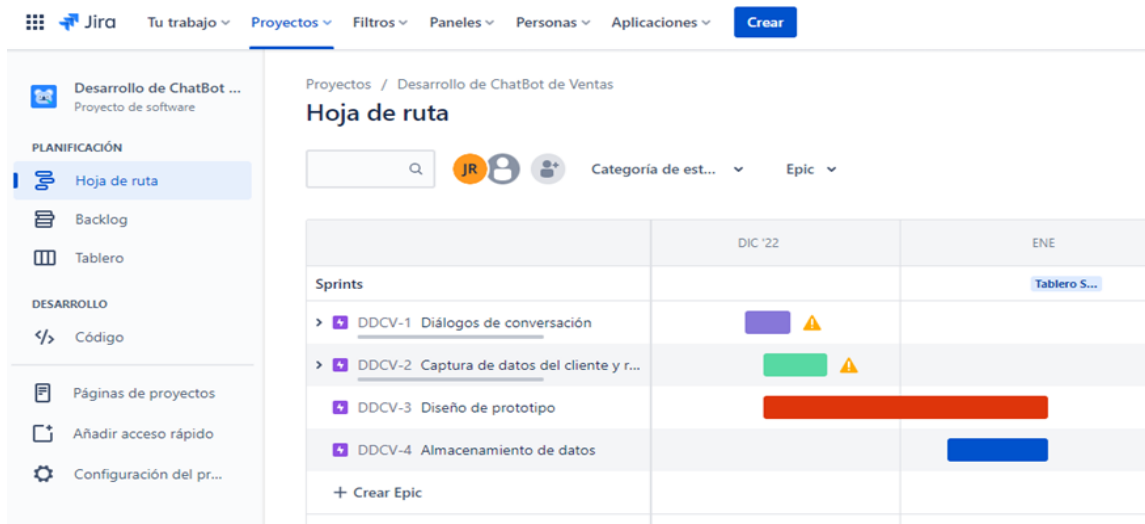 Jira Tu trabajo Proyectos Filtros Paneles Personas Aplicaciones Crear
Desarrollo de ChatBot ...
Proyecto de software
PLANIFICACIÓN
Hoja de ruta
Backlog
Tablero
DESARROLLO
Código
Páginas de proyectos
Añadir acceso rápido
Configuración del pr...
Proyectos / Desarrollo de ChatBot de Ventas
Hoja de ruta
JR Categoría de est... Epic
DIC '22 ENE
Sprints Tablero S...
DDCV-1 Diálogos de conversación
DDCV-2 Captura de datos del cliente y r...
DDCV-3 Diseño de prototipo
DDCV-4 Almacenamiento de datos
+ Crear Epic